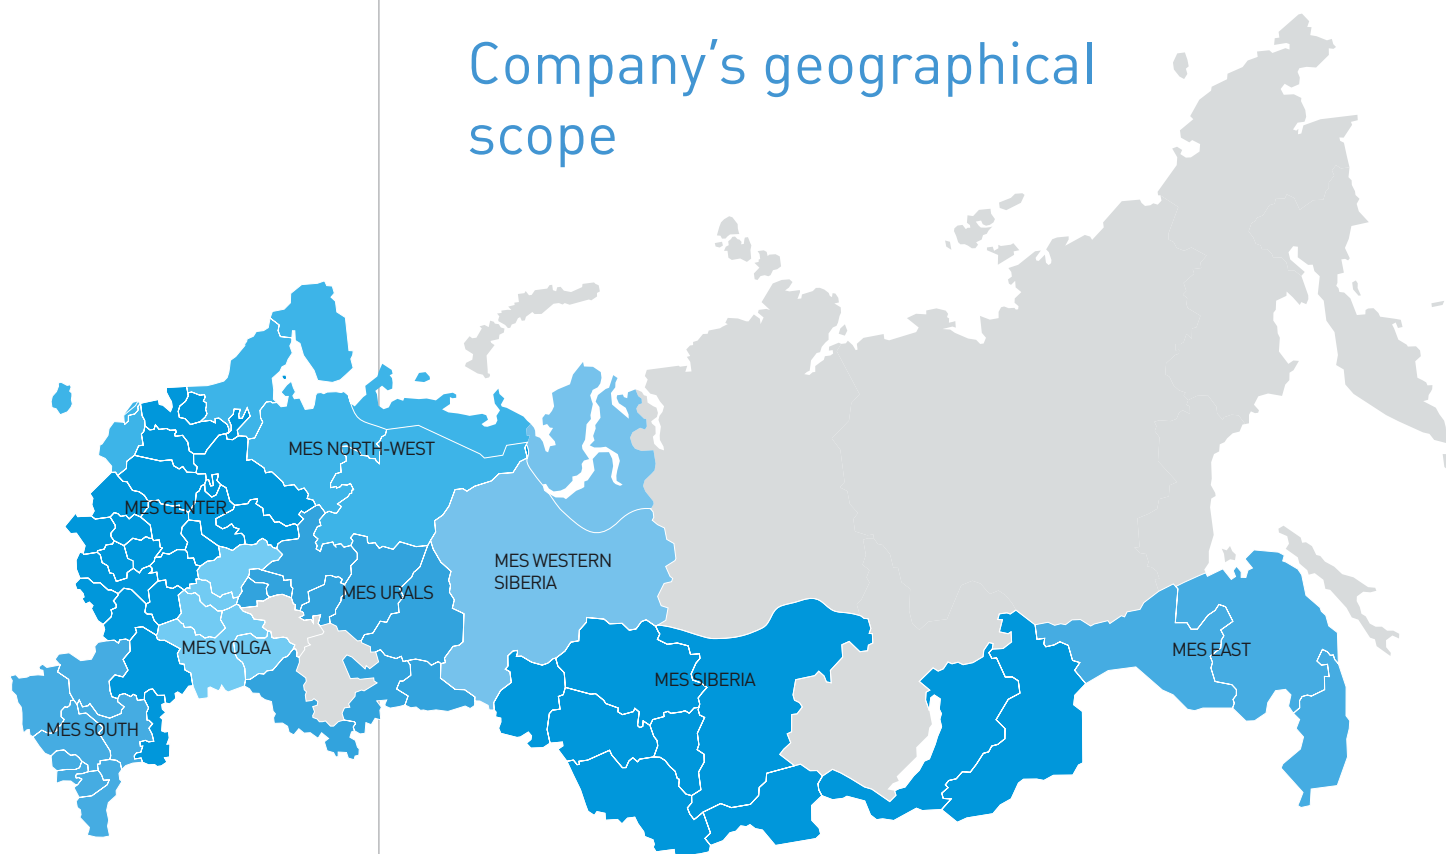 Company's geographical
scope
MES NORTH-WEST
MES CENTER
MES WESTERN
SIBERIA
MES URALS
MES VOLGA
MES EAST
MES SIBERIA
MES SOUTH